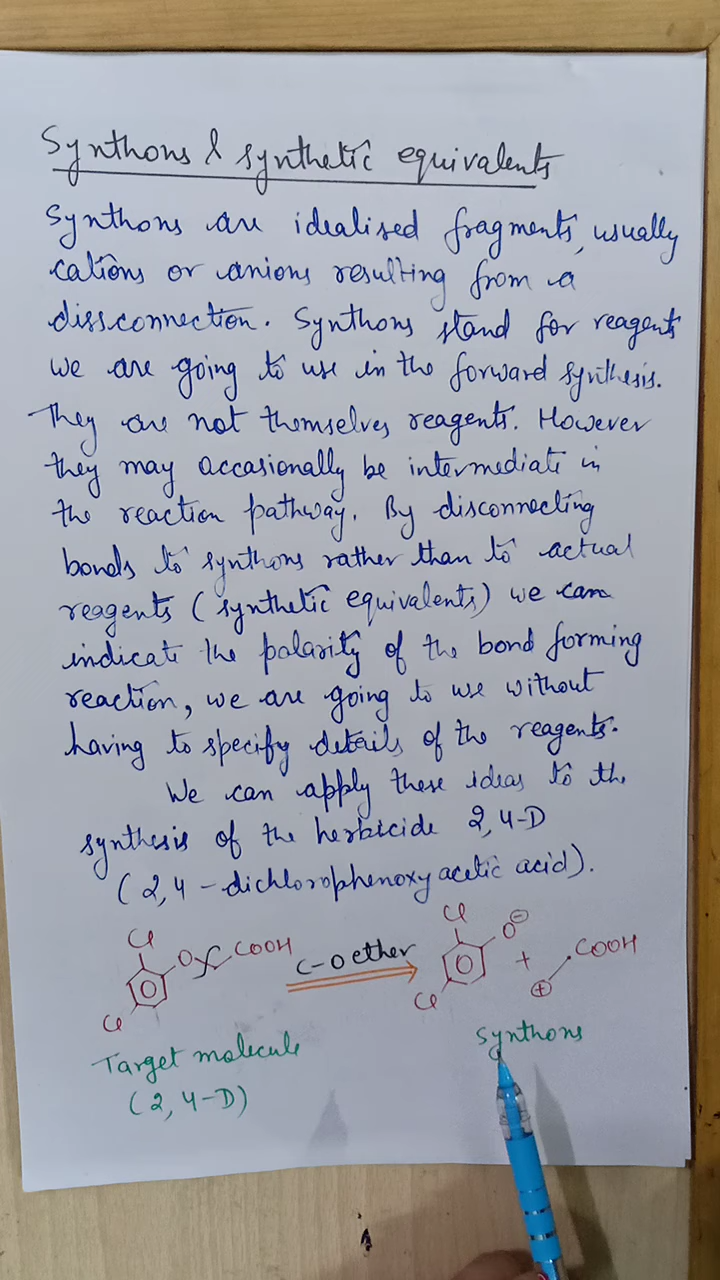 Synthons & synthetic equivalents
Synthons are idealised fragments, usually
cations or anions resulting from a
dissconnection. Synthons stand for reagents
we are going to use in the forward synthesis.
They are not themselves reagents. However
they may accasionally be intermediate in
the reaction pathway. By disconnecting
bonds to synthons rather than to actual
reagents (synthetic equivalents) we can
indicate the polarity of the bond forming
reaction, we are going to use without
having to specify details of the reagents.
We can apply these ideas to the
synthesis of the herbicide 2,4-D
(2,4-dichlorophenoxy acetic acid).
Cl O COOH Cl C-O ether Cl O⊖ + ⊕ COOH Cl
Target molecule
(2,4-D)
Synthons